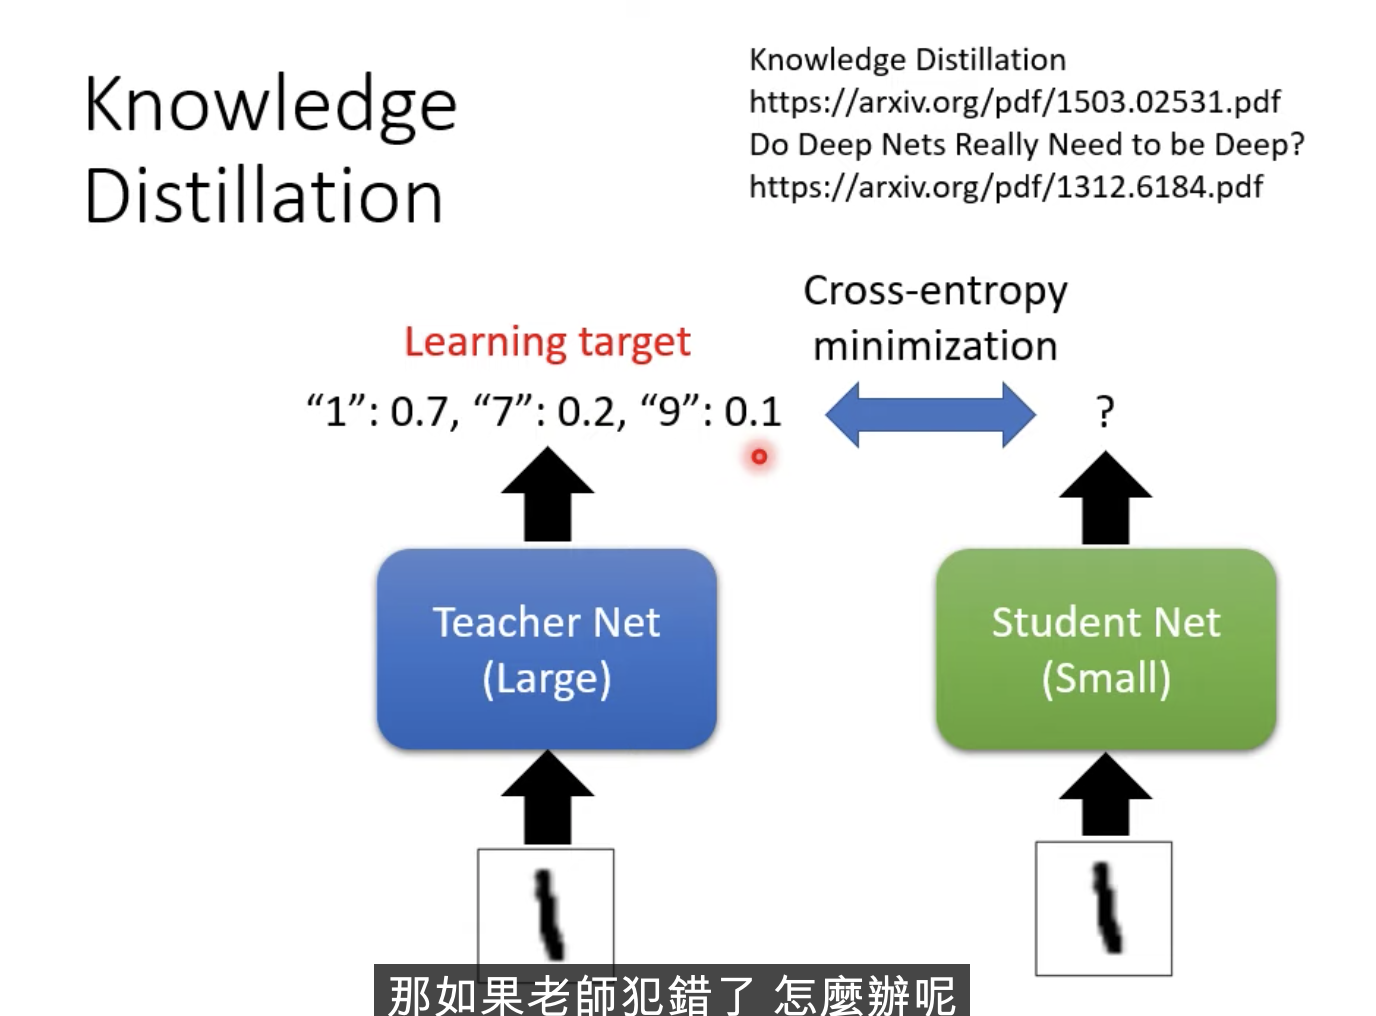 Knowledge
Distillation
Knowledge Distillation
https://arxiv.org/pdf/1503.02531.pdf
Do Deep Nets Really Need to be Deep?
https://arxiv.org/pdf/1312.6184.pdf
Cross-entropy
minimization
Learning target
“1”: 0.7, “7”: 0.2, “9”: 0.1
?
Teacher Net
(Large)
Student Net
(Small)
那如果老師犯錯了 怎麼辦呢